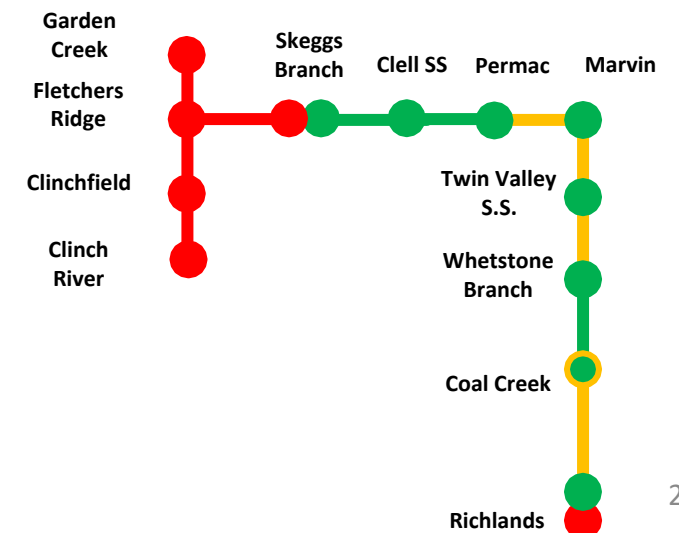 Garden
Creek
Skeggs
Branch
Clell SS
Permac
Marvin
Fletchers
Ridge
Clinchfield
Twin Valley
S.S.
Clinch
River
Whetstone
Branch
Coal Creek
2
Richlands